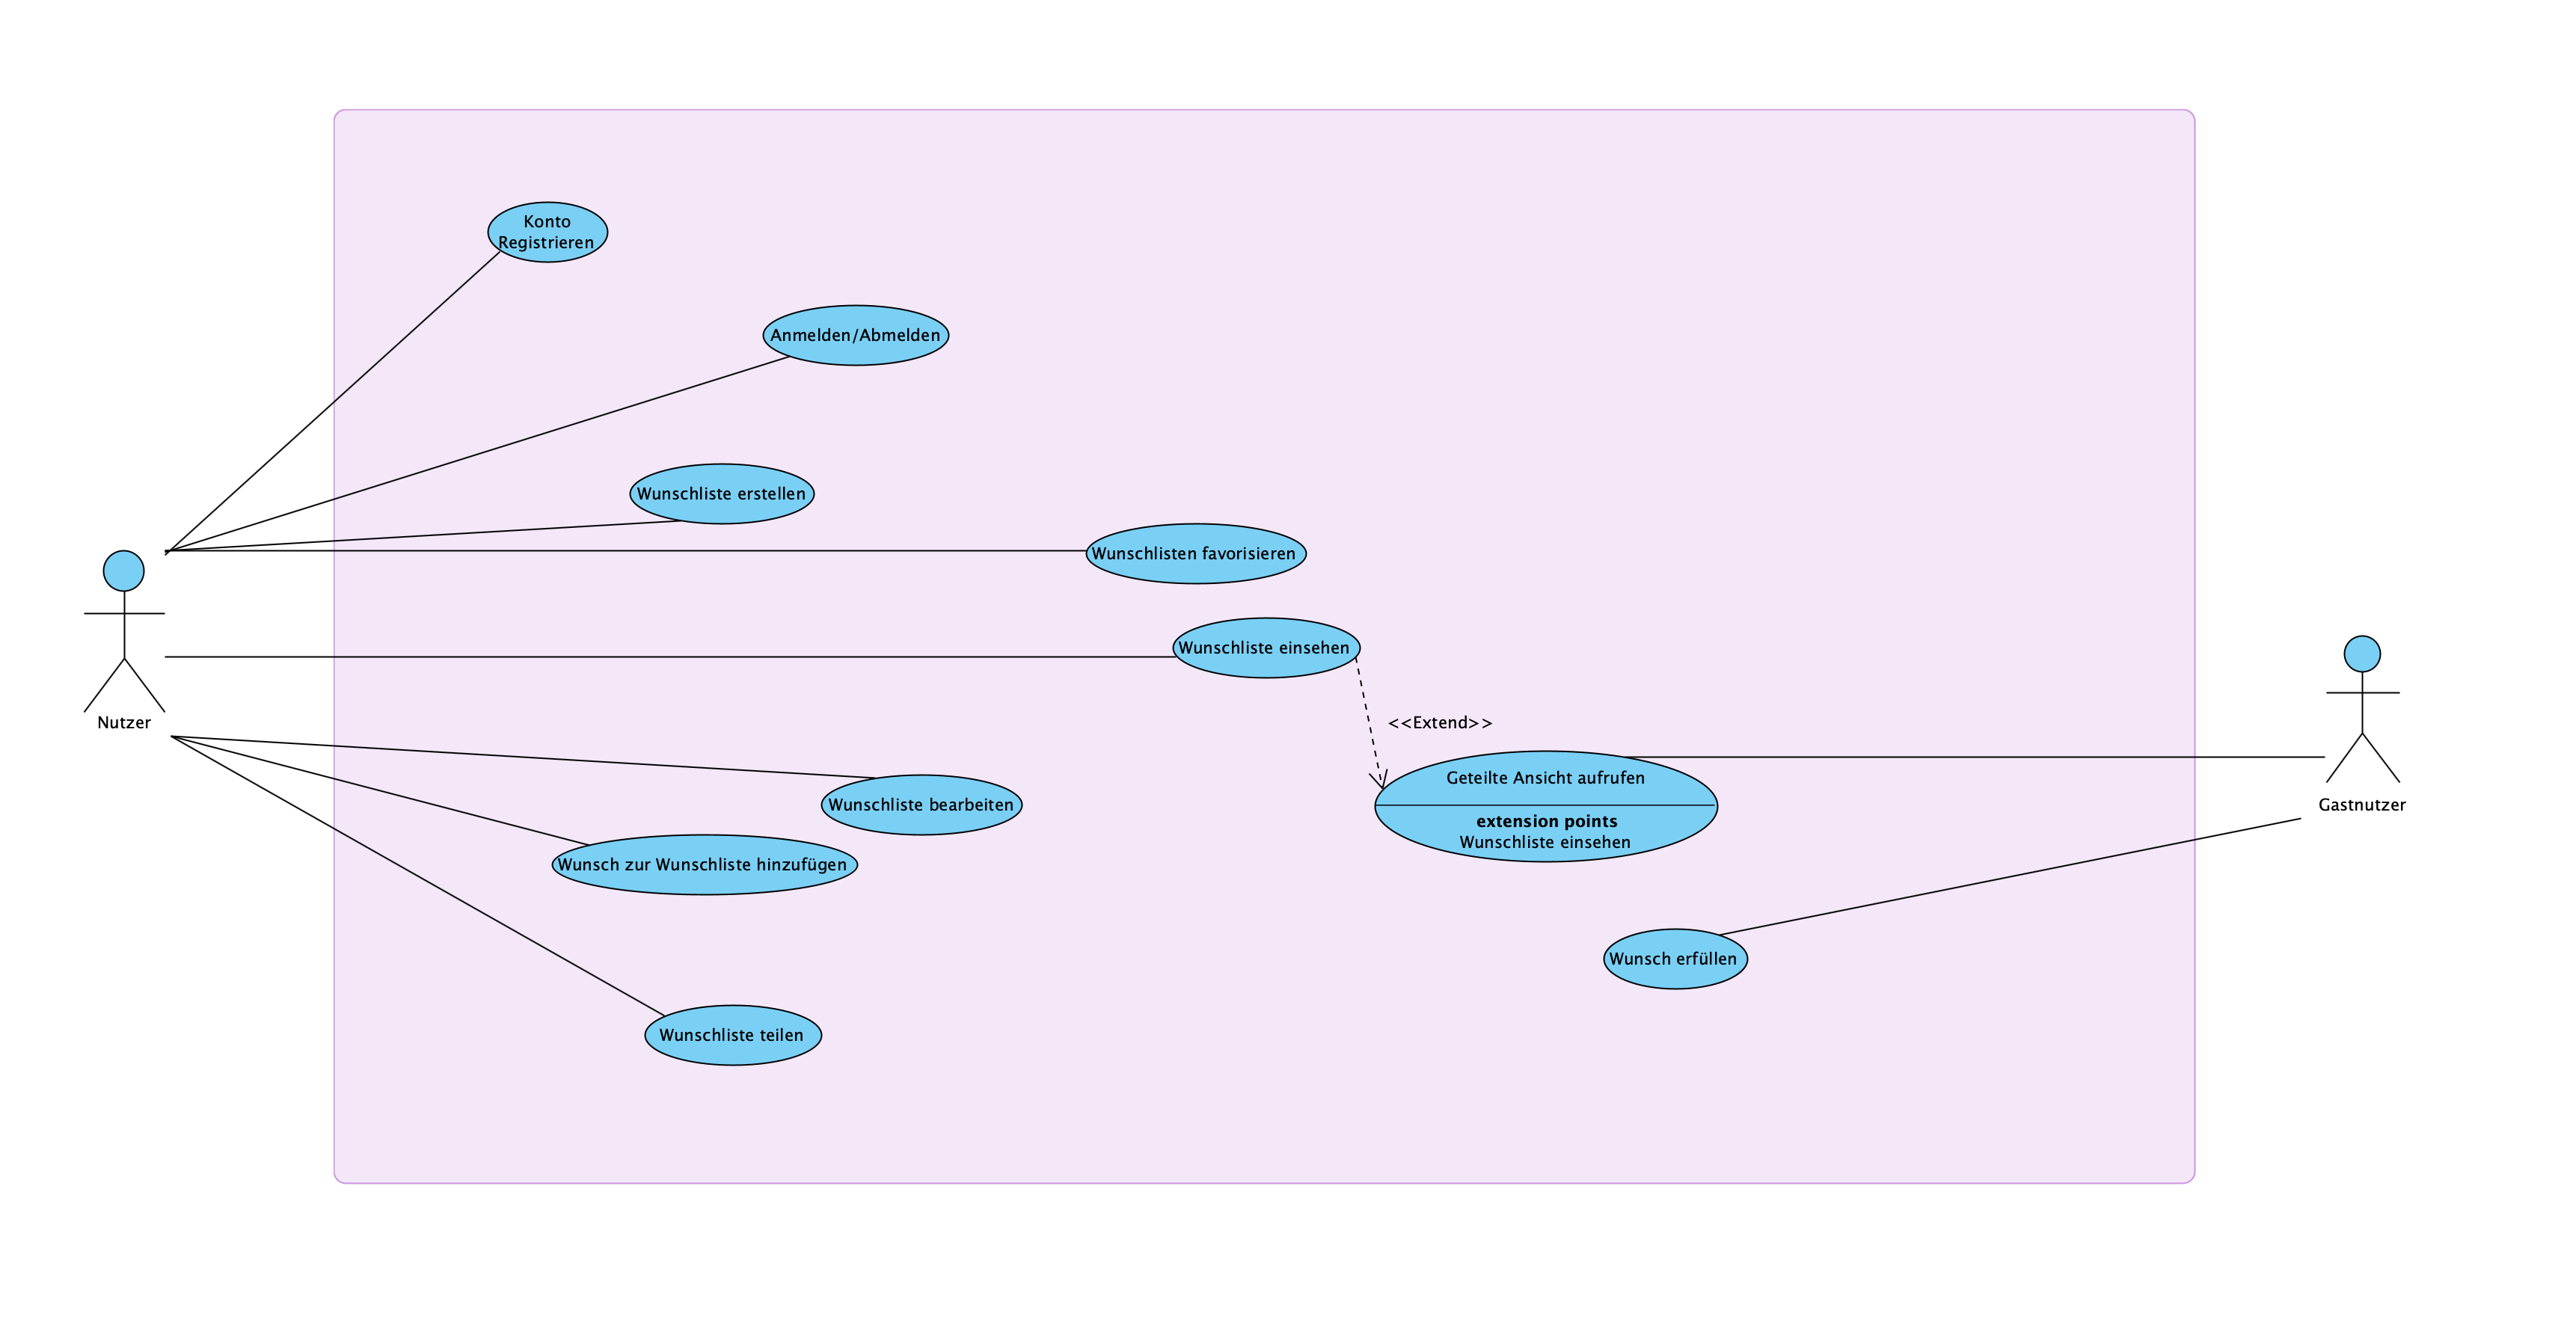 Konto
Registrieren
Anmelden/Abmelden
Wunschliste erstellen
Wunschlisten favorisieren
Wunschliste einsehen
Nutzer
<<Extend>>
Geteilte Ansicht aufrufen
extension points
Wunschliste einsehen
Gastnutzer
Wunschliste bearbeiten
Wunsch zur Wunschliste hinzufügen
Wunsch erfüllen
Wunschliste teilen